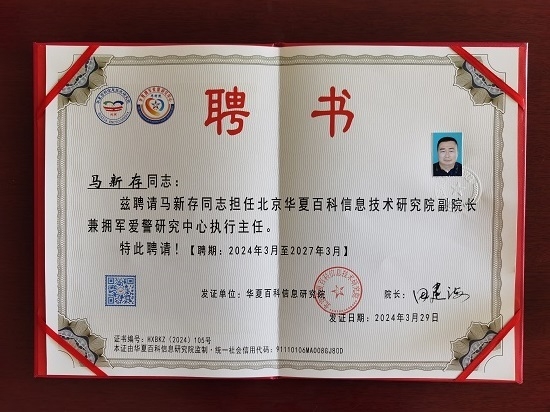 聘书
马新存同志：
兹聘请马新存同志担任北京华夏百科信息技术研究院副院长
兼拥军爱警研究中心执行主任。
特此聘请！【聘期：2024年3月至2027年3月】
发证单位：华夏百科信息研究院
院长：
发证日期：2024年3月29日
证书编号：HXBKZ（2024）105号
本证由华夏百科信息研究院监制·统一社会信用代码：91110106MA008GJ80D